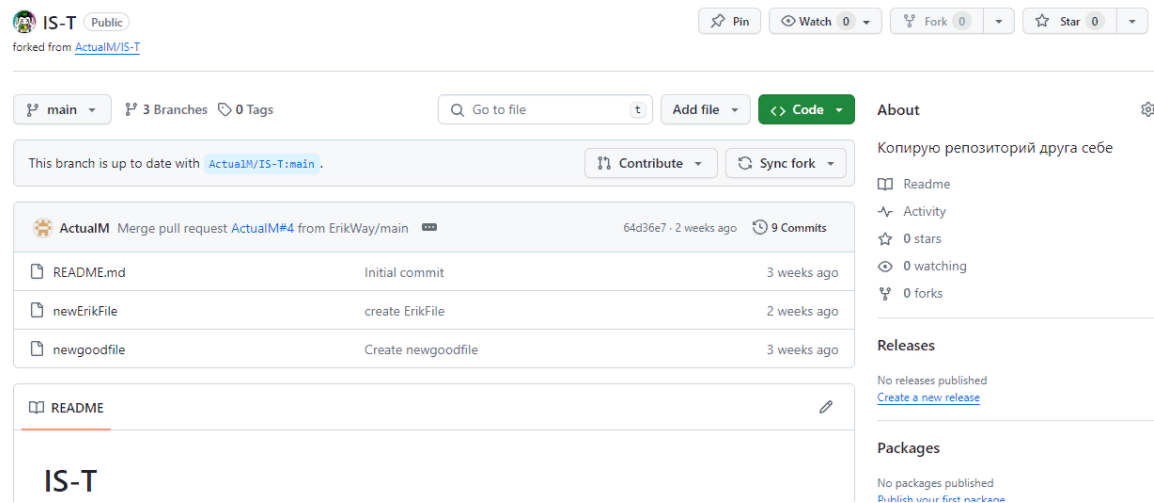 IS-T Public Pin Watch 0 Fork 0 Star 0
forked from ActualM/IS-T
main 3 Branches 0 Tags Go to file t Add file Code
This branch is up to date with ActualM/IS-T:main . Contribute Sync fork
ActualM Merge pull request ActualM#4 from ErikWay/main 64d36e7 · 2 weeks ago 9 Commits
README.md Initial commit 3 weeks ago
newErikFile create ErikFile 2 weeks ago
newgoodfile Create newgoodfile 3 weeks ago
README
IS-T
About
Копирую репозиторий друга себе
Readme
Activity
0 stars
0 watching
0 forks
Releases
No releases published
Create a new release
Packages
No packages published
Publish your first package